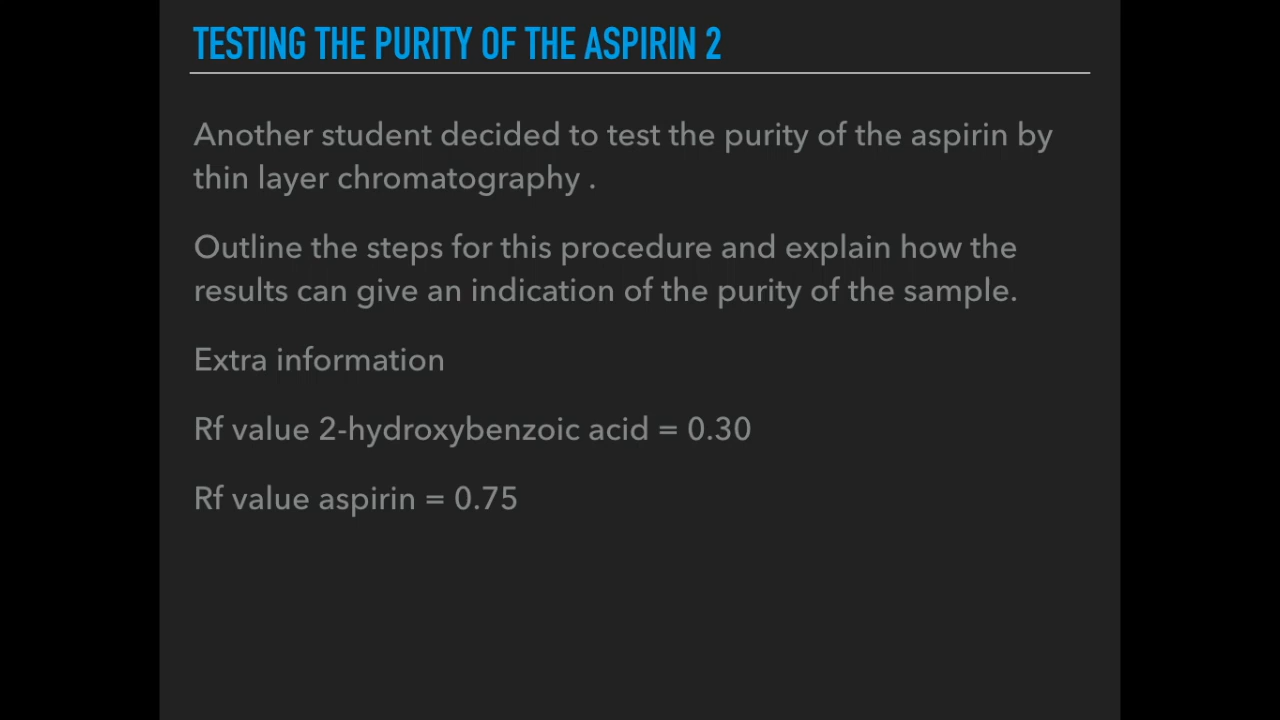 TESTING THE PURITY OF THE ASPIRIN 2
Another student decided to test the purity of the aspirin by
thin layer chromatography .
Outline the steps for this procedure and explain how the
results can give an indication of the purity of the sample.
Extra information
Rf value 2-hydroxybenzoic acid = 0.30
Rf value aspirin = 0.75